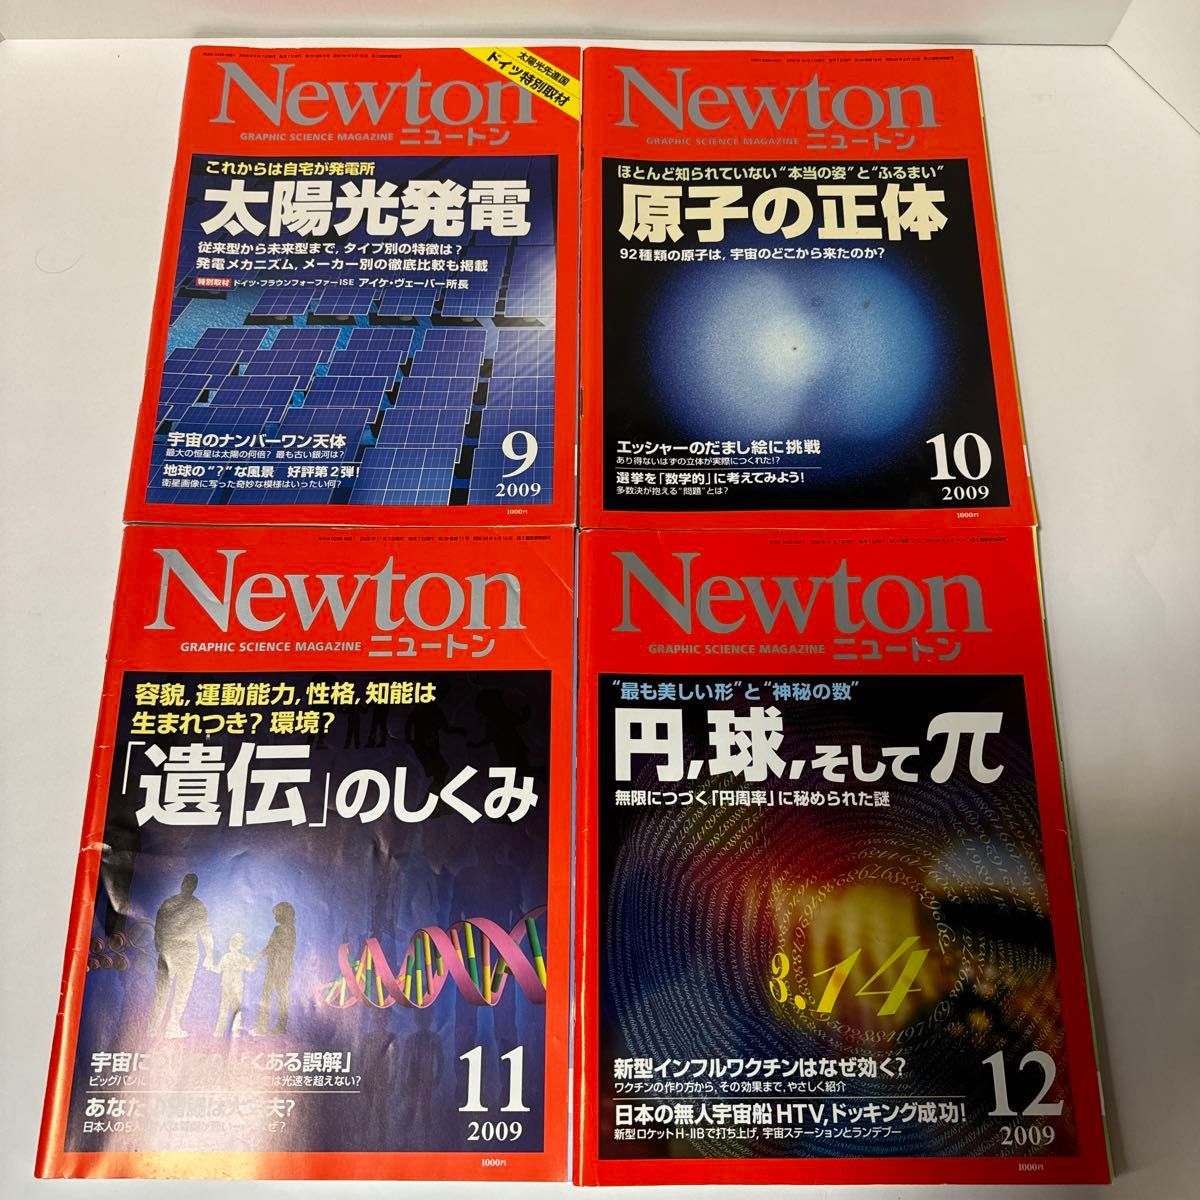 Newton
GRAPHIC SCIENCE MAGAZINE ニュートン
太陽光先進国
ドイツ特別取材
これからは自宅が発電所
太陽光発電
従来型から未来型まで,タイプ別の特徴は?
発電メカニズム,メーカー別の徹底比較も掲載
特別取材 ドイツ・フラウンフォーファーISE アイケ・ヴェーバー所長
宇宙のナンバーワン天体
最大の恒星は太陽の何倍? 最も古い銀河は?
地球の“?”な風景 好評第2弾!
衛星画像に写った奇妙な模様はいったい何?
9
2009
1000円
Newton
GRAPHIC SCIENCE MAGAZINE ニュートン
ほとんど知られていない“本当の姿”と“ふるまい”
原子の正体
92種類の原子は,宇宙のどこから来たのか?
エッシャーのだまし絵に挑戦
あり得ないはずの立体が実際につくれた!?
選挙を「数学的」に考えてみよう!
多数決が抱える“問題”とは?
10
2009
1000円
Newton
GRAPHIC SCIENCE MAGAZINE ニュートン
容貌,運動能力,性格,知能は
生まれつき? 環境?
「遺伝」のしくみ
宇宙に くある誤解」
ビッグバン は光速を超えない?
あなた 夫?
日本人の5人 ぜ?
11
2009
1000円
Newton
GRAPHIC SCIENCE MAGAZINE ニュートン
“最も美しい形”と“神秘の数”
円,球,そしてπ
無限につづく「円周率」に秘められた謎
3.14
新型インフルワクチンはなぜ効く?
ワクチンの作り方から,その効果まで,やさしく紹介
日本の無人宇宙船HTV,ドッキング成功!
新型ロケットH-ⅡBで打ち上げ,宇宙ステーションとランデブー
12
2009
1000円